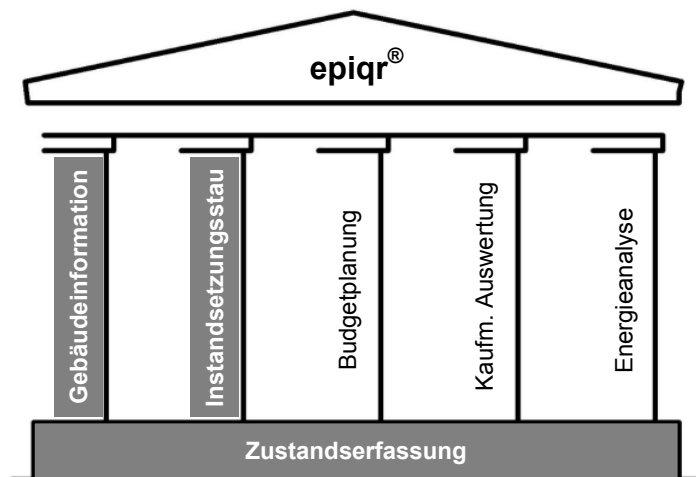 epiqr®
Gebäudeinformation
Instandsetzungsstau
Budgetplanung
Kaufm. Auswertung
Energieanalyse
Zustandserfassung